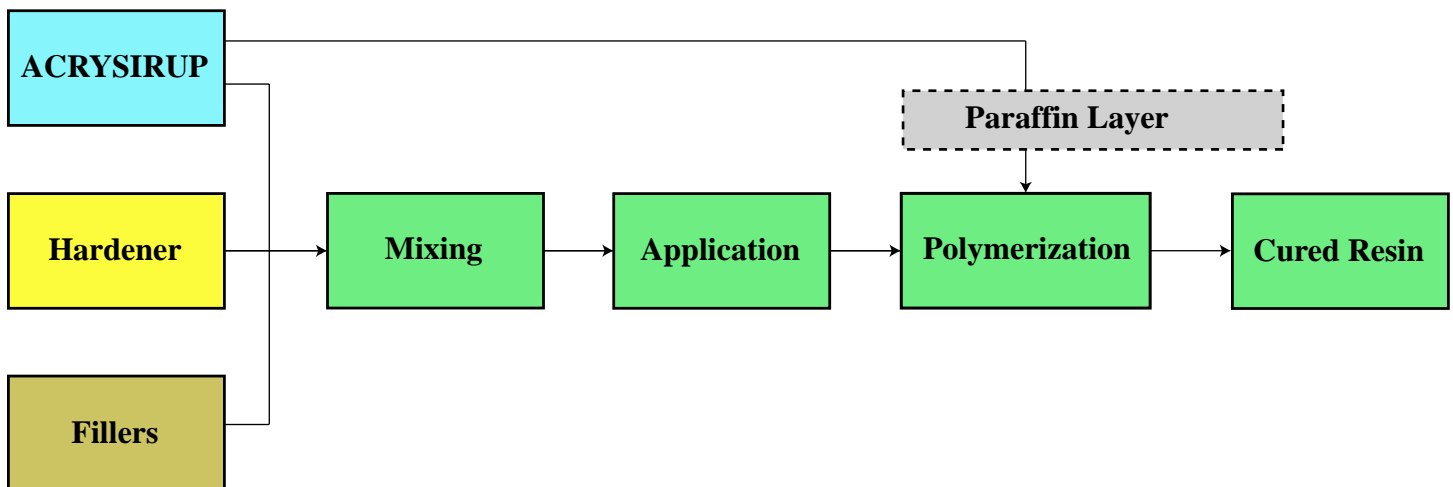 ACRYSIRUP
Paraffin Layer
Hardener
Mixing
Application
Polymerization
Cured Resin
Fillers